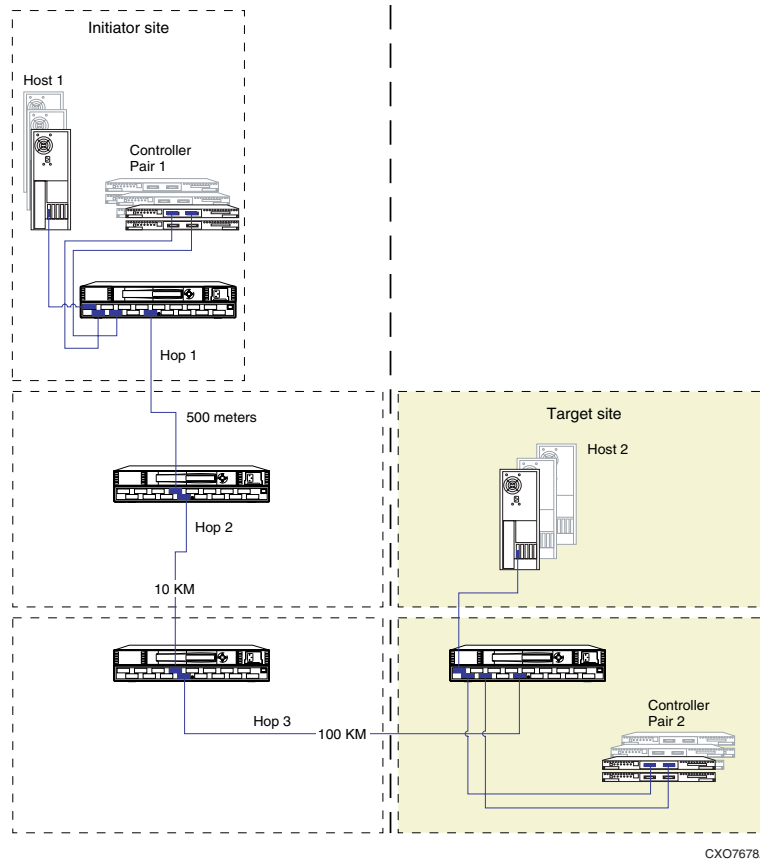 Initiator site
Host 1
Controller
Pair 1
Hop 1
500 meters
Hop 2
10 KM
Hop 3
100 KM
Target site
Host 2
Controller
Pair 2
CXO7678